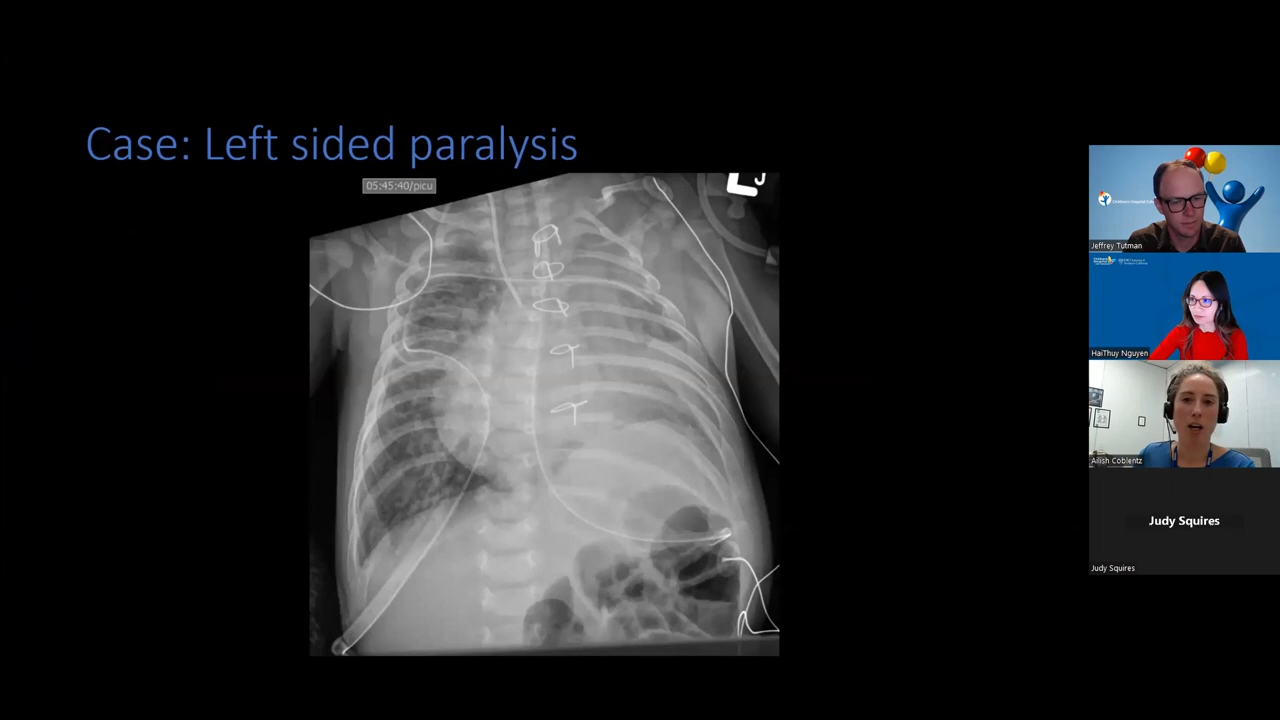 Case: Left sided paralysis
05:45:40/picu
L
Jeffrey Tutman
HaiThuy Nguyen
Ailish Coblentz
Judy Squires
Judy Squires